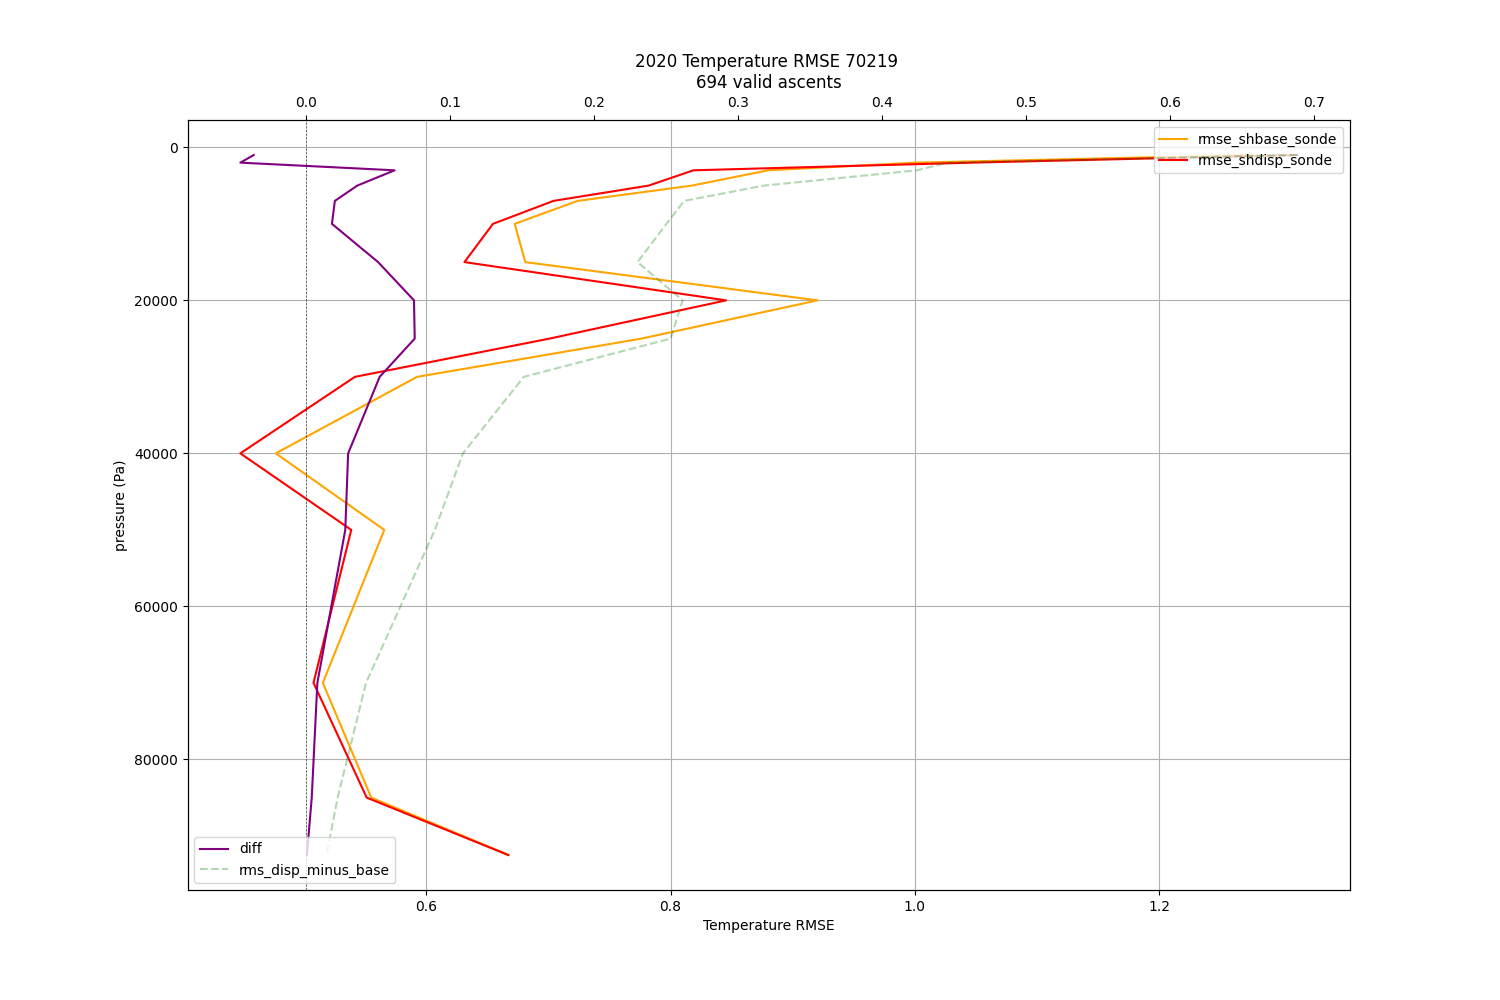 2020 Temperature RMSE 70219
694 valid ascents
0.0 0.1 0.2 0.3 0.4 0.5 0.6 0.7
rmse_shbase_sonde
rmse_shdisp_sonde
0
20000
40000
60000
80000
pressure (Pa)
diff
rms_disp_minus_base
0.6 0.8 1.0 1.2
Temperature RMSE